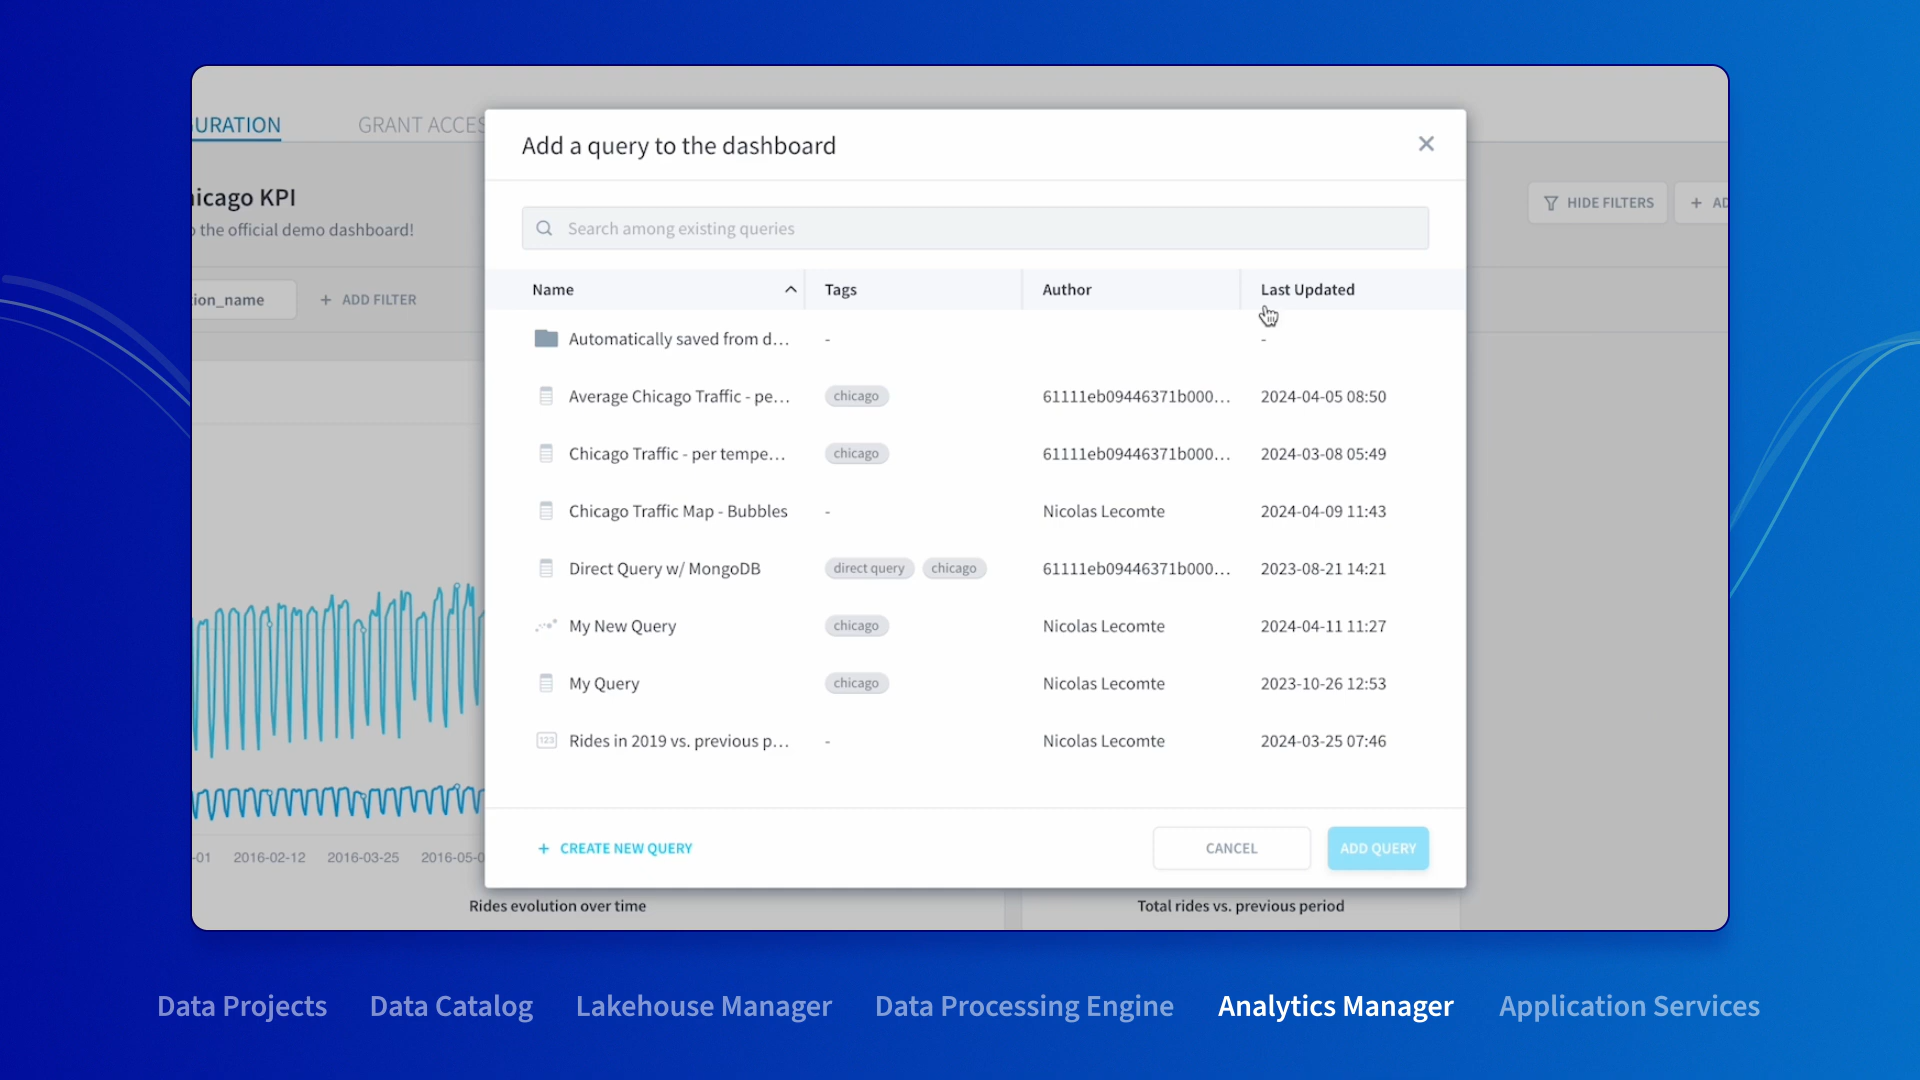 URATION
GRANT ACCES
Add a query to the dashboard
icago KPI
the official demo dashboard!
HIDE FILTERS
+ AD
Search among existing queries
ion_name
+ ADD FILTER
Name
Tags
Author
Last Updated
Automatically saved from d...
-
-
Average Chicago Traffic - pe...
chicago
61111eb09446371b000...
2024-04-05 08:50
Chicago Traffic - per tempe...
chicago
61111eb09446371b000...
2024-03-08 05:49
Chicago Traffic Map - Bubbles
-
Nicolas Lecomte
2024-04-09 11:43
Direct Query w/ MongoDB
direct query
chicago
61111eb09446371b000...
2023-08-21 14:21
My New Query
chicago
Nicolas Lecomte
2024-04-11 11:27
My Query
chicago
Nicolas Lecomte
2023-10-26 12:53
123
Rides in 2019 vs. previous p...
-
Nicolas Lecomte
2024-03-25 07:46
+ CREATE NEW QUERY
CANCEL
ADD QUERY
-01
2016-02-12
2016-03-25
2016-05-0
Rides evolution over time
Total rides vs. previous period
Data Projects
Data Catalog
Lakehouse Manager
Data Processing Engine
Analytics Manager
Application Services